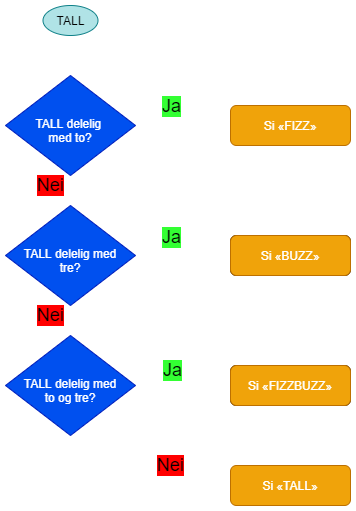 TALL
TALL delelig
med to?
Ja
Si «FIZZ»
Nei
TALL delelig med
tre?
Ja
Si «BUZZ»
Nei
TALL delelig med
to og tre?
Ja
Si «FIZZBUZZ»
Nei
Si «TALL»